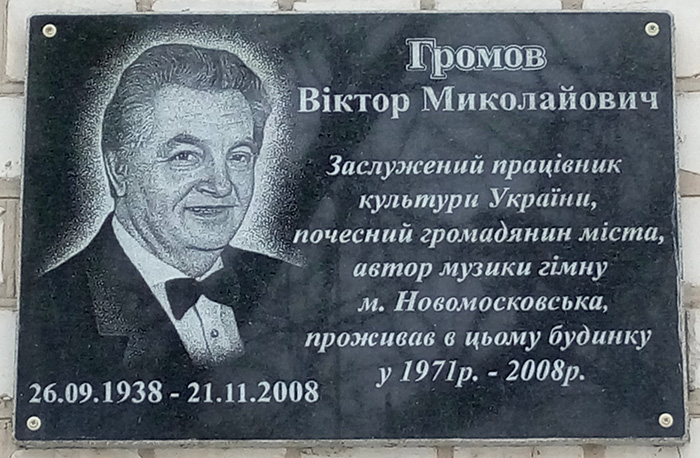 Громов
Віктор Миколайович
Заслужений працівник
культури України,
почесний громадянин міста,
автор музики гімну
м. Новомосковська,
проживав в цьому будинку
у 1971р. - 2008р.
26.09.1938 - 21.11.2008